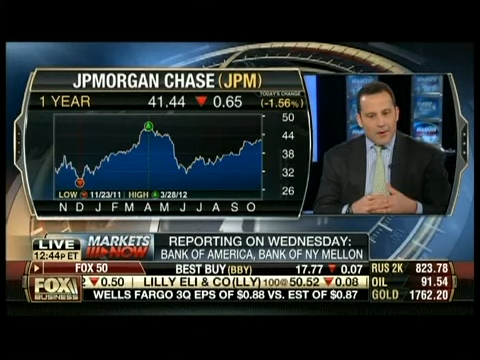 JPMORGAN CHASE (JPM)
1 YEAR 41.44 ▼ 0.65 TODAY'S CHANGE (-1.56%)
50
44
38
32
26
LOW 11/23/11 HIGH 3/28/12
N D J F M A M J J A S O
LIVE
12:44P ET
MARKETS NOW
REPORTING ON WEDNESDAY:
BANK OF AMERICA, BANK OF NY MELLON
FOX 50 BEST BUY (BBY) 17.77 ▼ 0.07
2 ▼ 0.50 LILLY ELI & CO(LLY) 100@50.52 ▼ 0.08
WELLS FARGO 3Q EPS OF $0.88 VS. EST OF $0.87
FOX
BUSINESS
RUS 2K 823.78
OIL 91.54
GOLD 1762.20